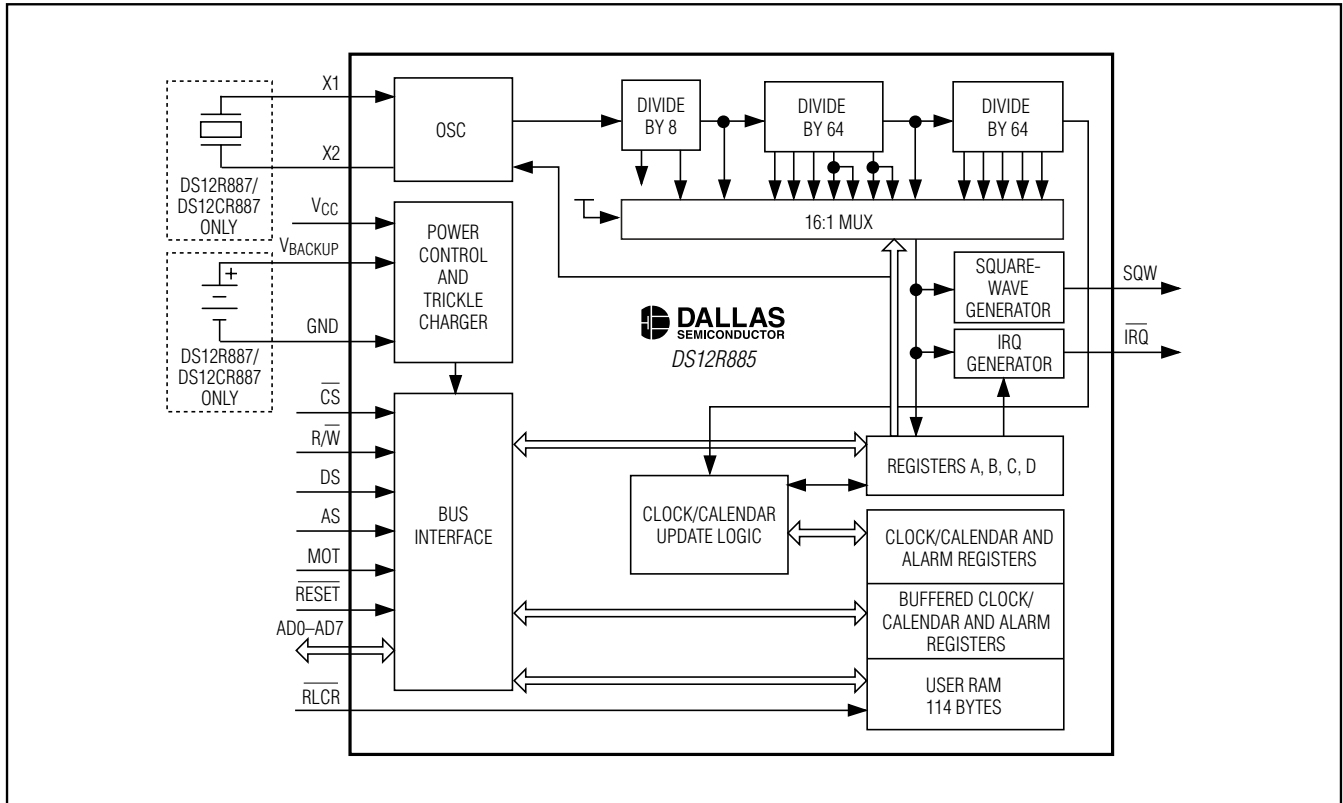 X1
X2
DS12R887/
DS12CR887
ONLY
VCC
VBACKUP
+
GND
DS12R887/
DS12CR887
ONLY
CS
R/W
DS
AS
MOT
RESET
AD0–AD7
RLCR
OSC
POWER
CONTROL
AND
TRICKLE
CHARGER
BUS
INTERFACE
DIVIDE
BY 8
DIVIDE
BY 64
DIVIDE
BY 64
16:1 MUX
DALLAS
SEMICONDUCTOR
DS12R885
SQUARE-
WAVE
GENERATOR
SQW
IRQ
GENERATOR
IRQ
REGISTERS A, B, C, D
CLOCK/CALENDAR
UPDATE LOGIC
CLOCK/CALENDAR AND
ALARM REGISTERS
BUFFERED CLOCK/
CALENDAR AND ALARM
REGISTERS
USER RAM
114 BYTES